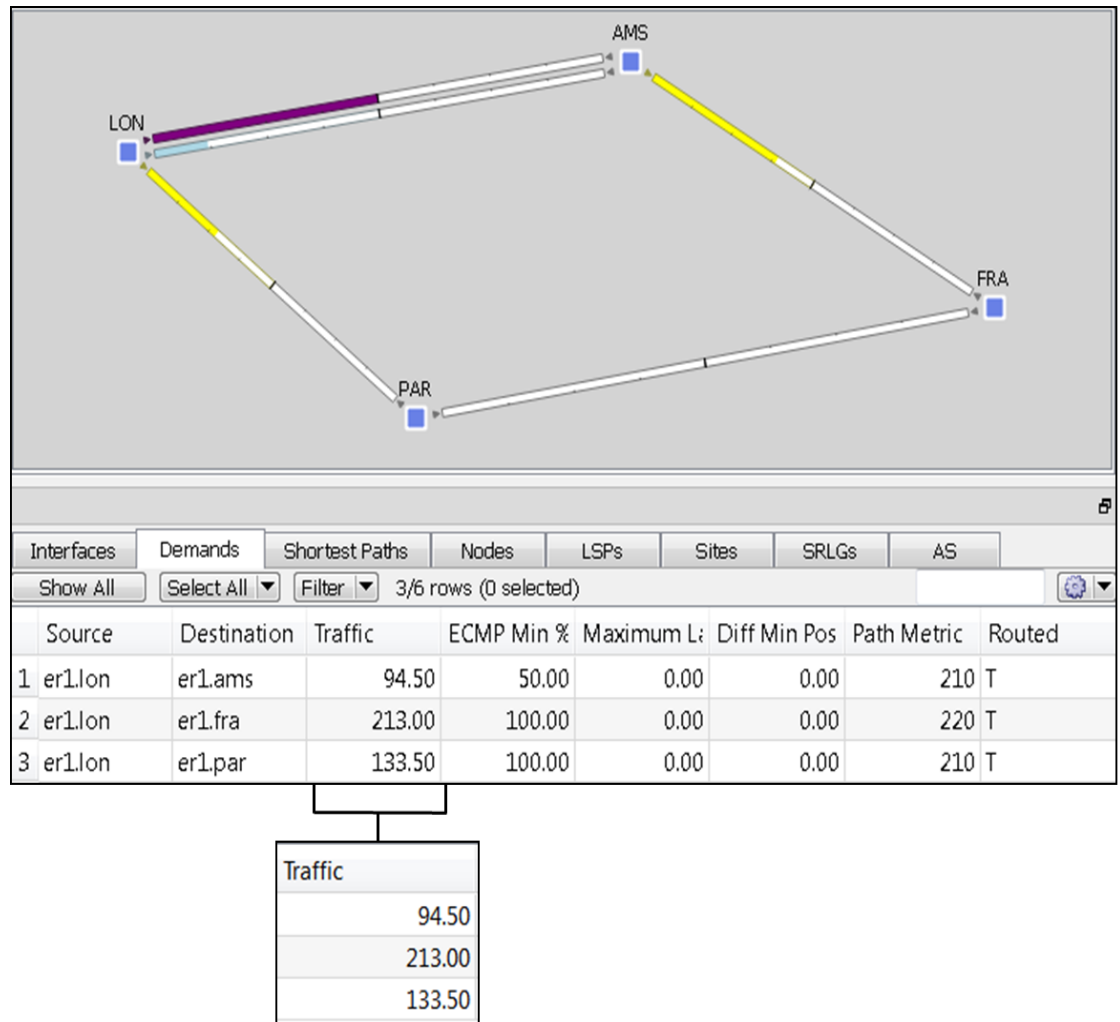 AMS
LON
FRA
PAR
Interfaces Demands Shortest Paths Nodes LSPs Sites SRLGs AS
Show All Select All Filter 3/6 rows (0 selected)
Source Destination Traffic ECMP Min % Maximum La Diff Min Pos Path Metric Routed
1 er1.lon er1.ams 94.50 50.00 0.00 0.00 210 T
2 er1.lon er1.fra 213.00 100.00 0.00 0.00 220 T
3 er1.lon er1.par 133.50 100.00 0.00 0.00 210 T
Traffic
94.50
213.00
133.50